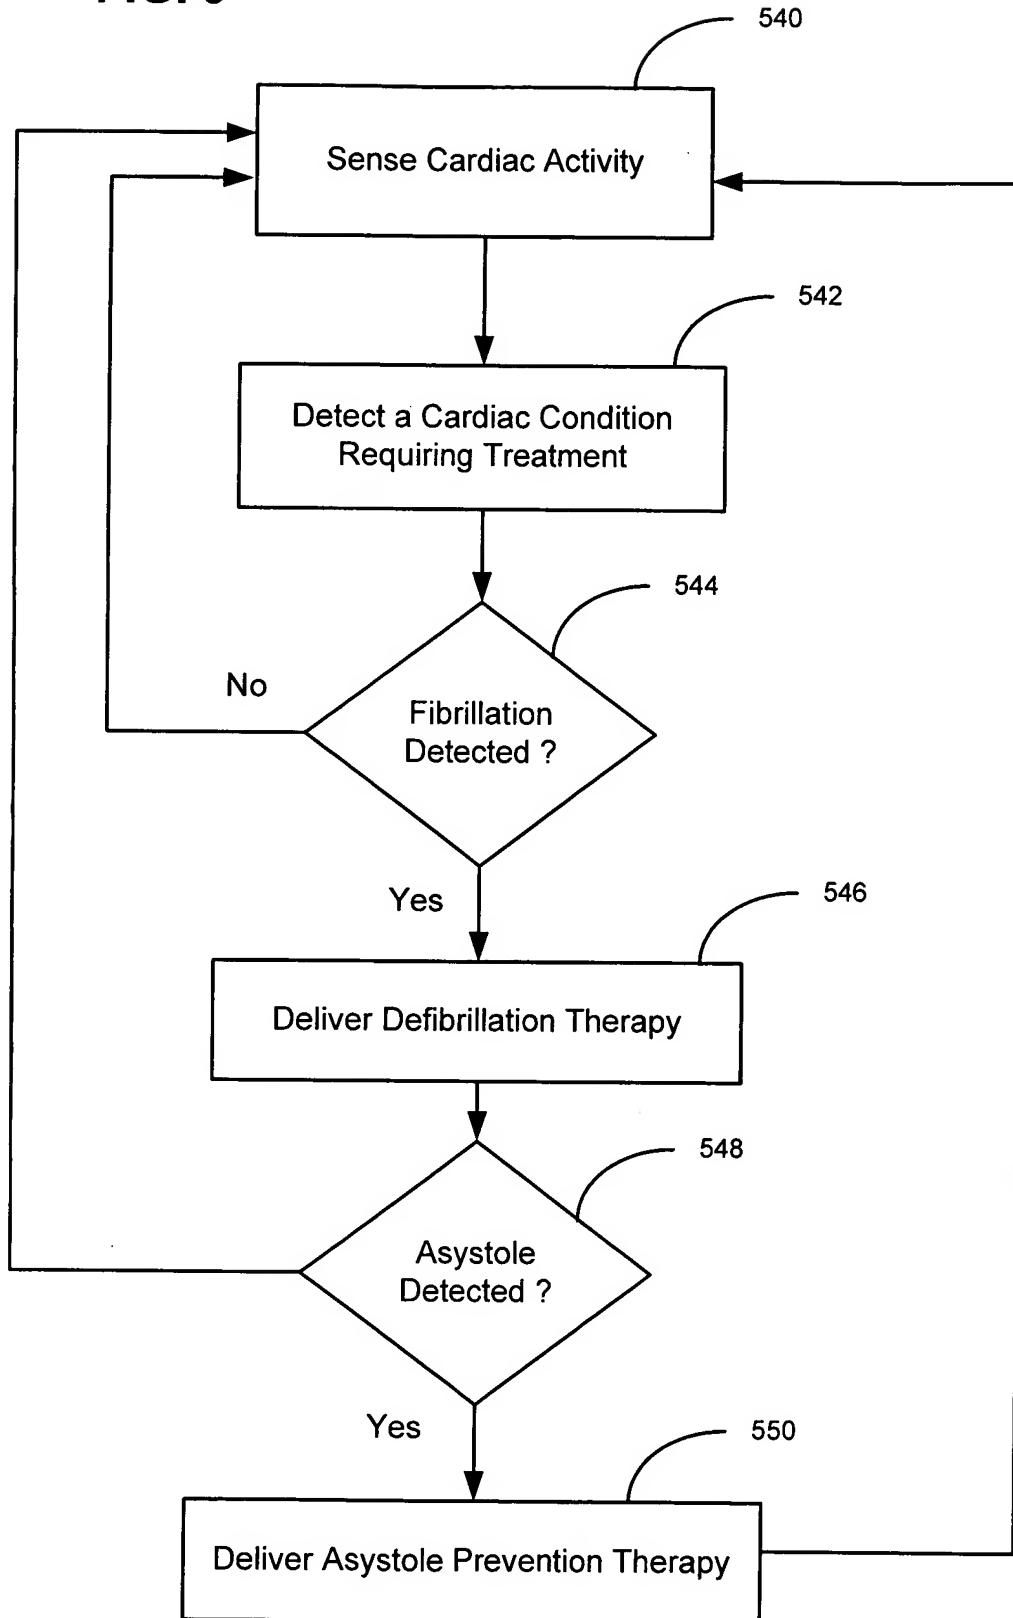 540
Sense Cardiac Activity
542
Detect a Cardiac Condition
Requiring Treatment
544
No
Fibrillation
Detected ?
Yes
546
Deliver Defibrillation Therapy
548
Asystole
Detected ?
Yes
550
Deliver Asystole Prevention Therapy